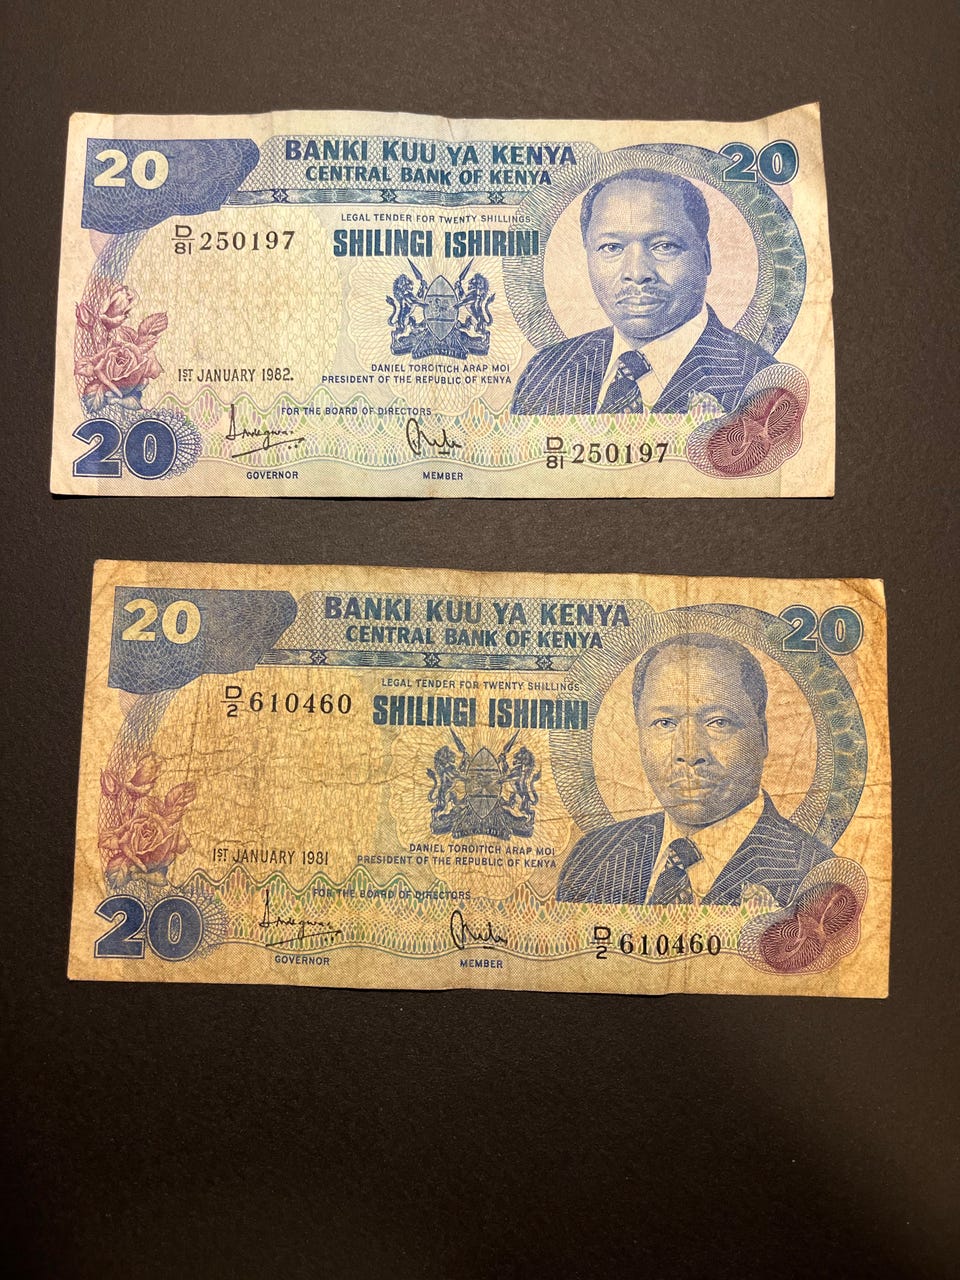 20 BANKI KUU YA KENYA 20
CENTRAL BANK OF KENYA
LEGAL TENDER FOR TWENTY SHILLINGS
D/81 250197 SHILINGI ISHIRINI
HARAMBEE
1ST JANUARY 1982. DANIEL TOROITICH ARAP MOI
PRESIDENT OF THE REPUBLIC OF KENYA
FOR THE BOARD OF DIRECTORS
20 D/81 250197
GOVERNOR MEMBER
20 BANKI KUU YA KENYA 20
CENTRAL BANK OF KENYA
LEGAL TENDER FOR TWENTY SHILLINGS
D/2 610460 SHILINGI ISHIRINI
1ST JANUARY 1981 DANIEL TOROITICH ARAP MOI
PRESIDENT OF THE REPUBLIC OF KENYA
FOR THE BOARD OF DIRECTORS
20 D/2 610460
GOVERNOR MEMBER